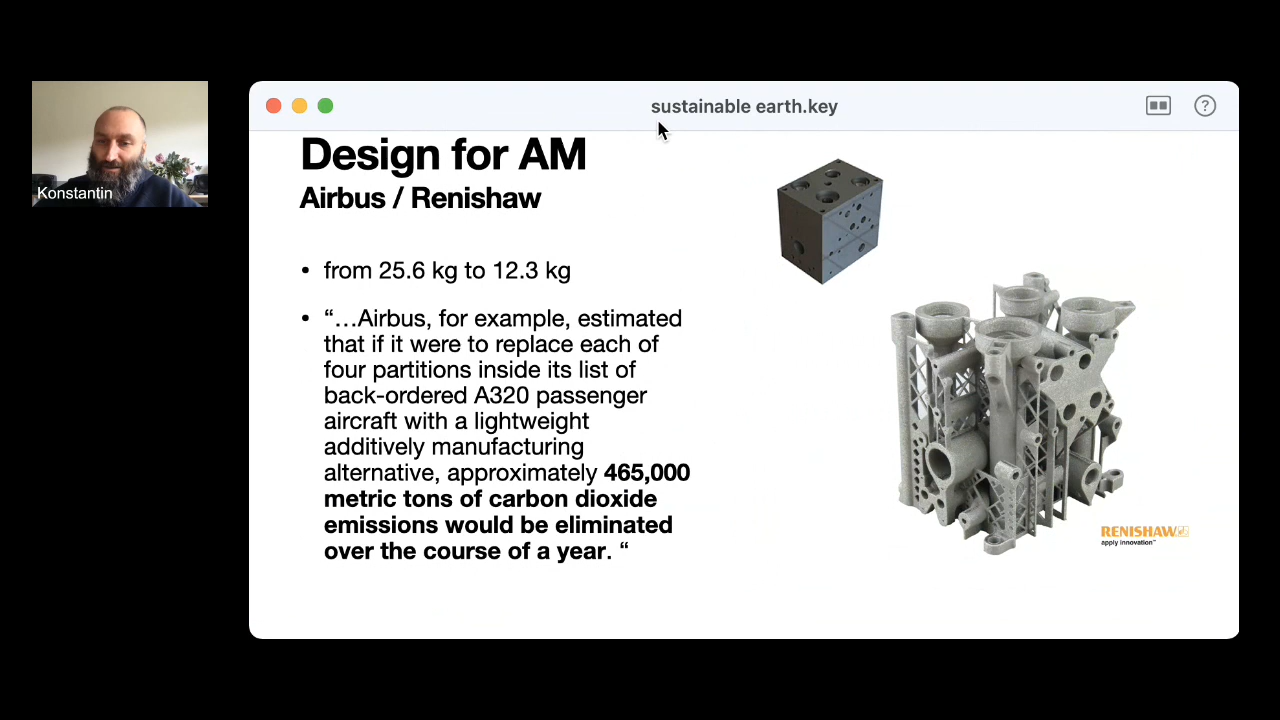 sustainable earth.key
?
Design for AM
Airbus / Renishaw
Konstantin
• from 25.6 kg to 12.3 kg
• “…Airbus, for example, estimated
that if it were to replace each of
four partitions inside its list of
back-ordered A320 passenger
aircraft with a lightweight
additively manufacturing
alternative, approximately 465,000
metric tons of carbon dioxide
emissions would be eliminated
over the course of a year. “
RENISHAW
apply innovation™